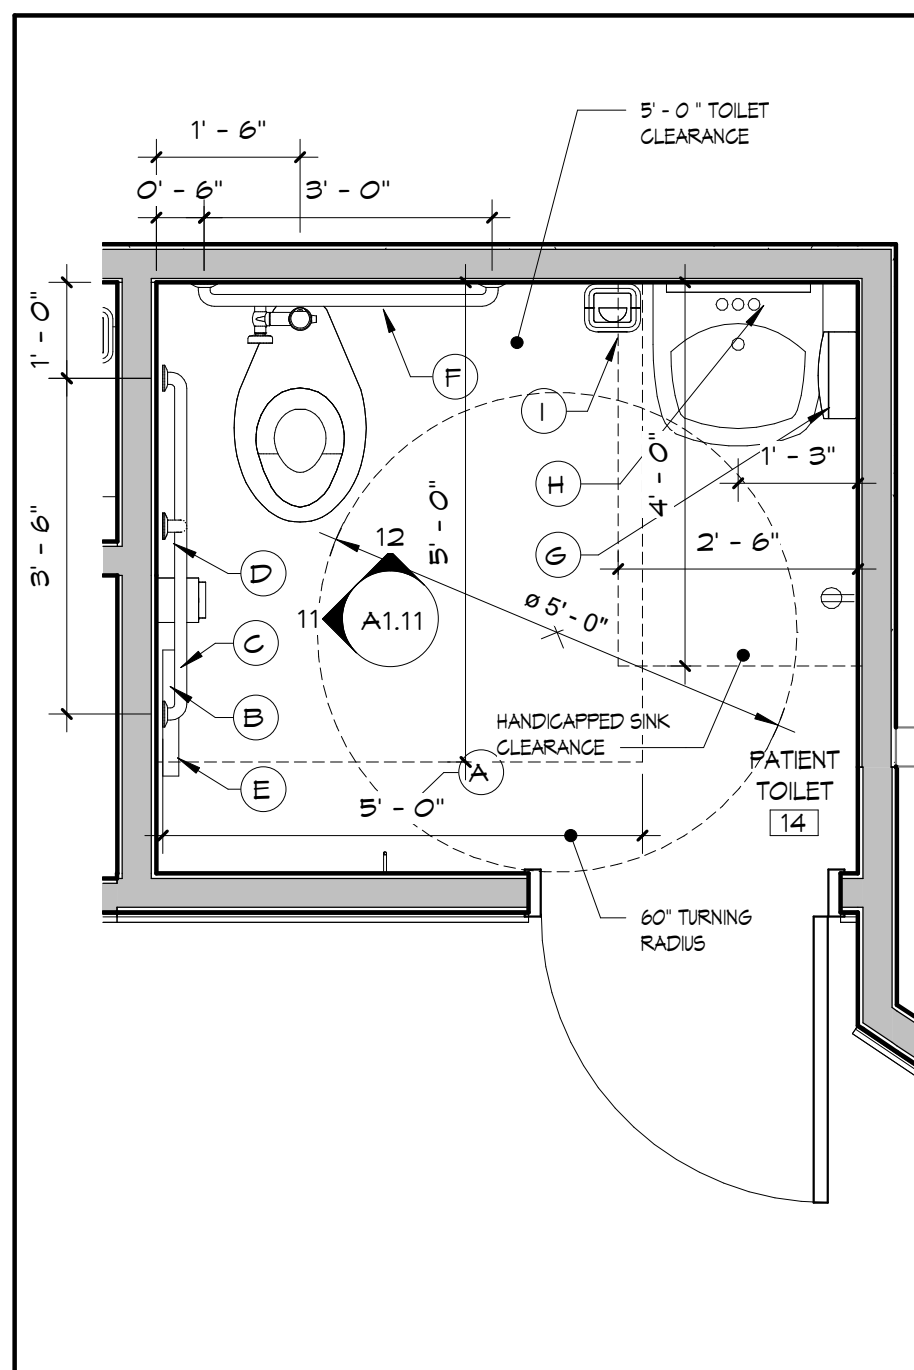 5' - 0 " TOILET
CLEARANCE
1' - 6"
0' - 6"
3' - 0"
1' - 0"
F
I
1' - 3"
H
4' - 0"
5' - 0"
2' - 6"
12
G
3' - 6"
D
ø 5' - 0"
11
A1.11
C
B
HANDICAPPED SINK
CLEARANCE
PATIENT
TOILET
14
A
E
5' - 0"
60" TURNING
RADIUS